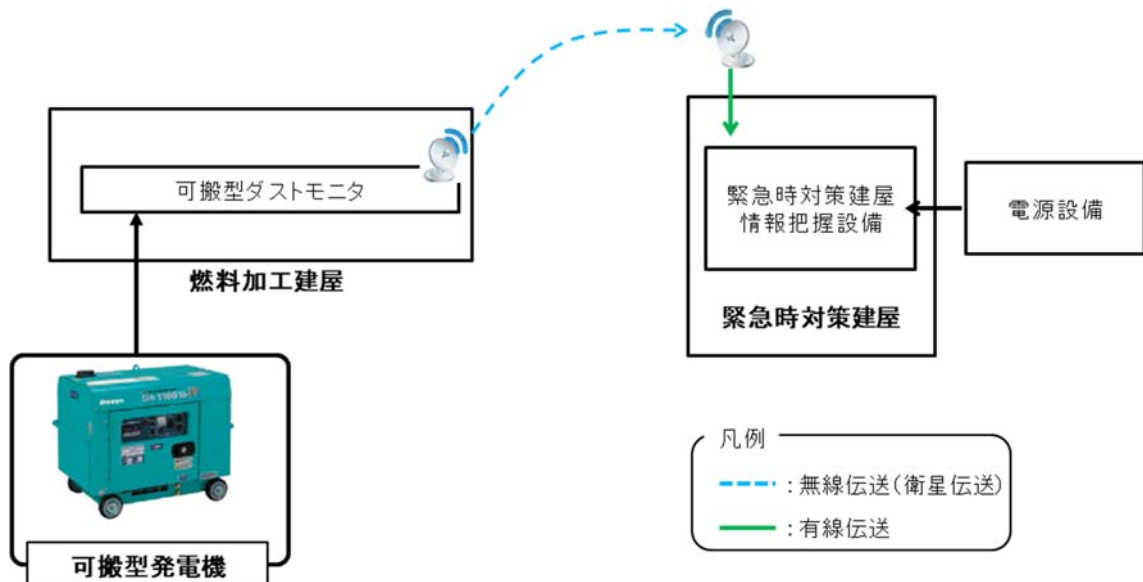 可搬型ダストモニタ
燃料加工建屋
緊急時対策建屋
情報把握設備
電源設備
緊急時対策建屋
可搬型発電機
凡例
：無線伝送(衛星伝送)
：有線伝送